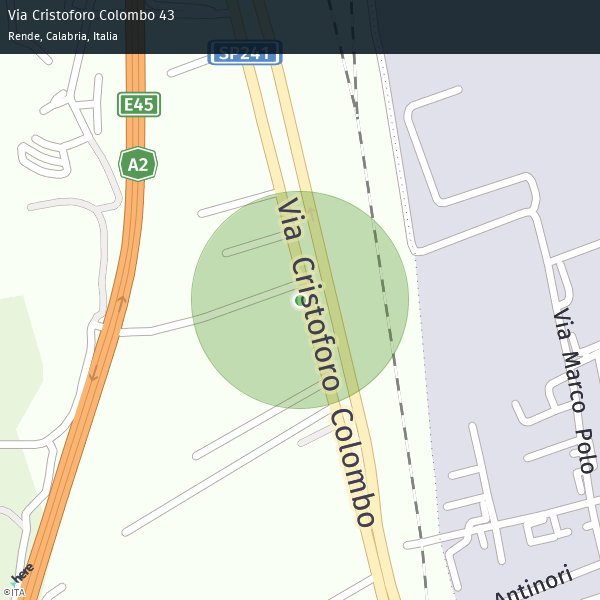 Via Cristoforo Colombo 43
Rende, Calabria, Italia
SP241
E45
A2
Via Cristoforo Colombo
Via Marco Polo
Antinori
here
©ITA